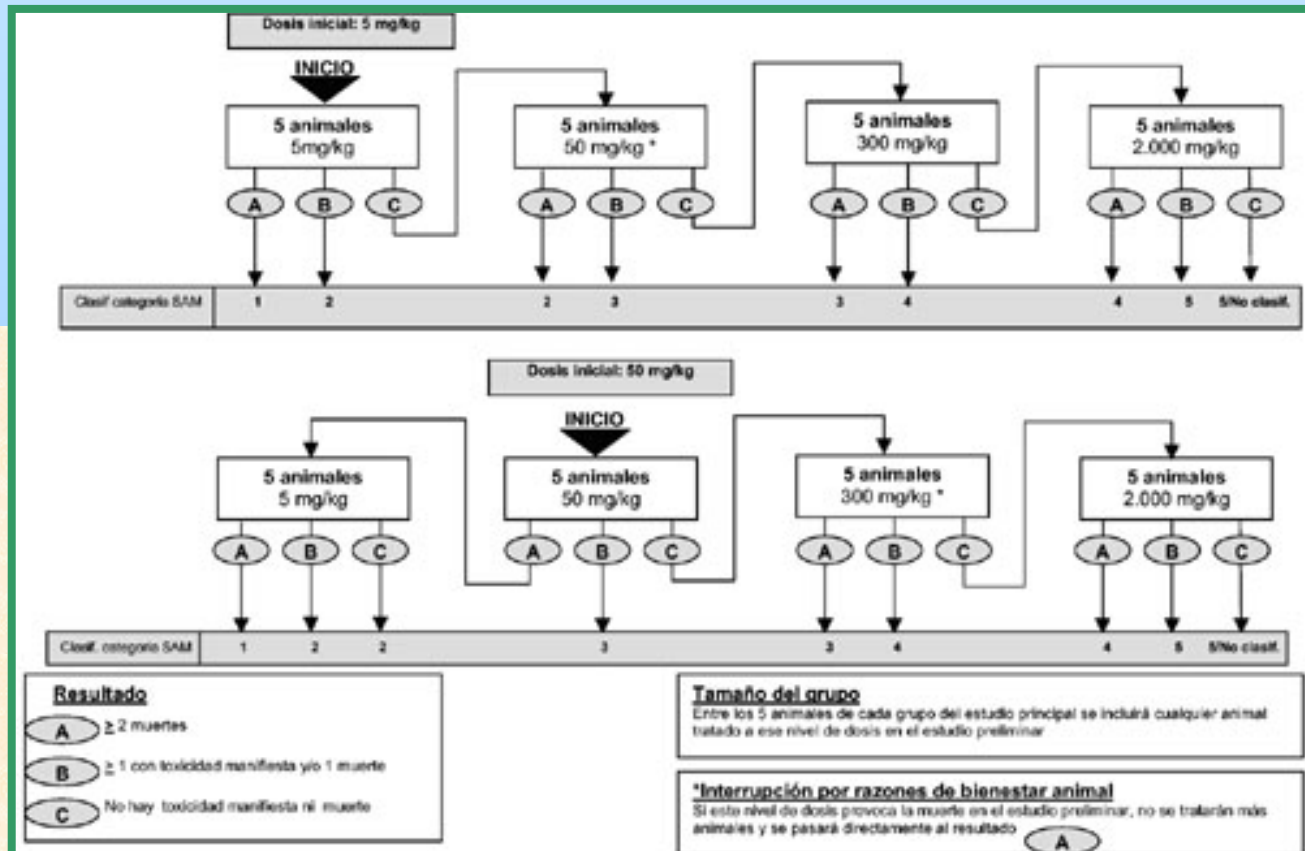 Dosis inicial: 5 mg/kg
INICIO
5 animales
5mg/kg
5 animales
50 mg/kg *
5 animales
300 mg/kg
5 animales
2.000 mg/kg
A B C A B C A B C A B C
Clasif categoria SAM 1 2 2 3 3 4 4 5 5/No clasif.
Dosis inicial: 50 mg/kg
INICIO
5 animales
5 mg/kg
5 animales
50 mg/kg
5 animales
300 mg/kg *
5 animales
2.000 mg/kg
A B C A B C A B C A B C
Clasif. categoria SAM 1 2 2 3 3 4 4 5 5/No clasif.
Resultado
A ≥ 2 muertes
B ≥ 1 con toxicidad manifiesta y/o 1 muerte
C No hay toxicidad manifiesta ni muerte
Tamaño del grupo
Entre los 5 animales de cada grupo del estudio principal se incluirá cualquier animal
tratado a ese nivel de dosis en el estudio preliminar
*Interrupción por razones de bienestar animal
Si este nivel de dosis provoca la muerte en el estudio preliminar, no se tratarán más
animales y se pasará directamente al resultado A